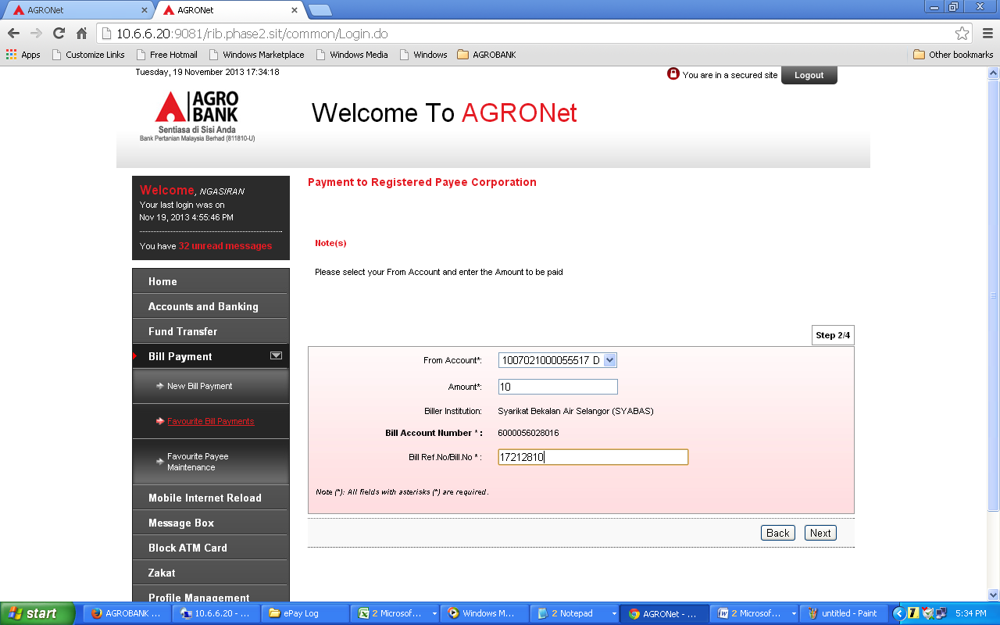 AGRONet
AGRONet
10.6.6.20:9081/rib.phase2.sit/common/Login.do
Apps Customize Links Free Hotmail Windows Marketplace Windows Media Windows AGROBANK Other bookmarks
Tuesday, 19 November 2013 17:34:18
You are in a secured site Logout
AGRO
BANK
Sentiasa di Sisi Anda
Bank Pertanian Malaysia Berhad (811810-U)
Welcome To AGRONet
Welcome, NGASIRAN
Your last login was on
Nov 19, 2013 4:55:46 PM
You have 32 unread messages
Home
Accounts and Banking
Fund Transfer
Bill Payment
New Bill Payment
Favourite Bill Payments
Favourite Payee
Maintenance
Mobile Internet Reload
Message Box
Block ATM Card
Zakat
Profile Management
Payment to Registered Payee Corporation
Note(s)
Please select your From Account and enter the Amount to be paid
Step 2/4
From Account*: 1007021000055517 D
Amount*: 10
Biller Institution: Syarikat Bekalan Air Selangor (SYABAS)
Bill Account Number * : 6000056028016
Bill Ref.No/Bill.No * : 17212810
Note (*): All fields with asterisks (*) are required.
Back Next
start AGROBANK ... 10.6.6.20 - ... ePay Log 2 Microsof... Windows M... 2 Notepad AGRONet - ... 2 Microsof... untitled - Paint 5:34 PM